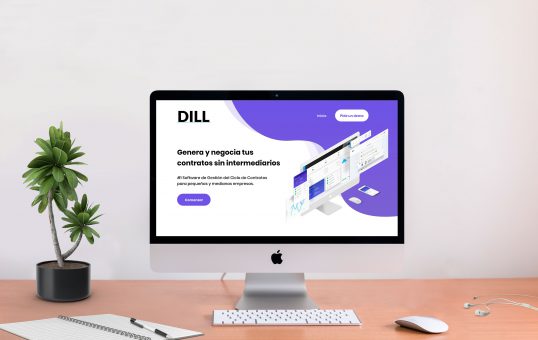 DILL
Inicio
Pide un demo
Genera y negocia tus
contratos sin intermediarios
#1 Software de Gestión del Ciclo de Contratos
para pequeñas y medianas empresas.
Comenzar